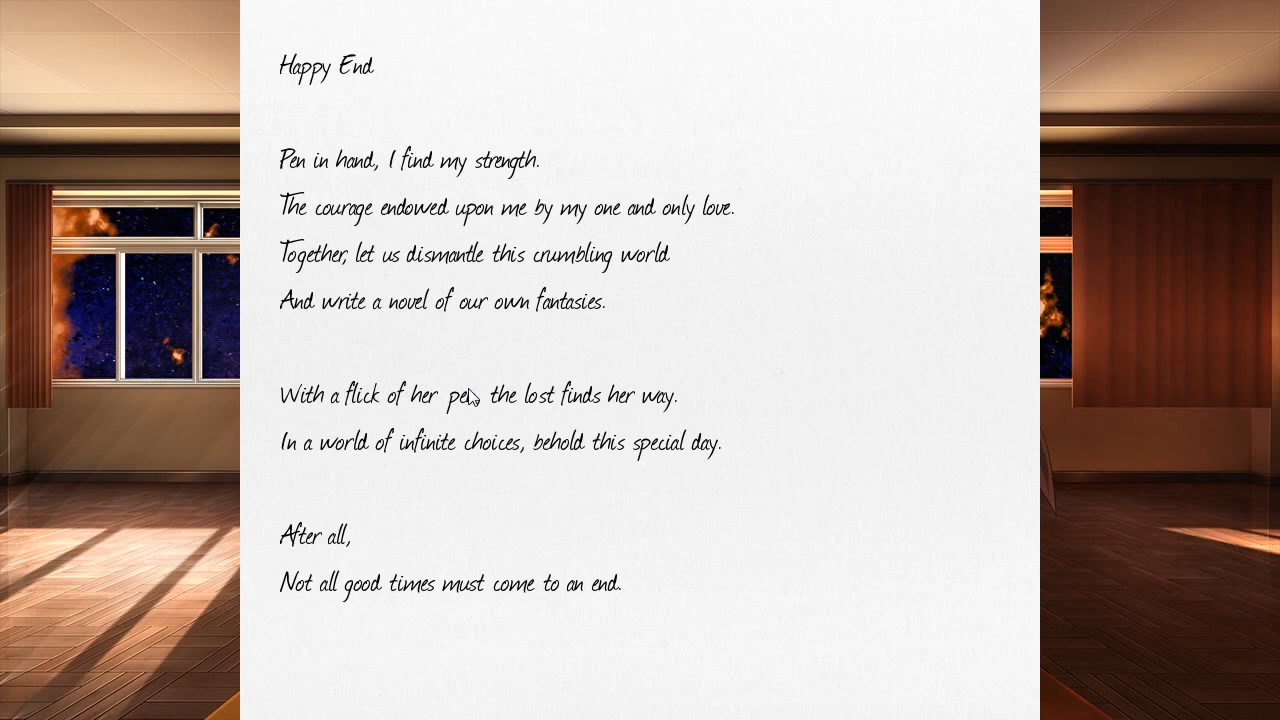 Happy End
Pen in hand, I find my strength.
The courage endowed upon me by my one and only love.
Together, let us dismantle this crumbling world
And write a novel of our own fantasies.
With a flick of her pen, the lost finds her way.
In a world of infinite choices, behold this special day.
After all,
Not all good times must come to an end.